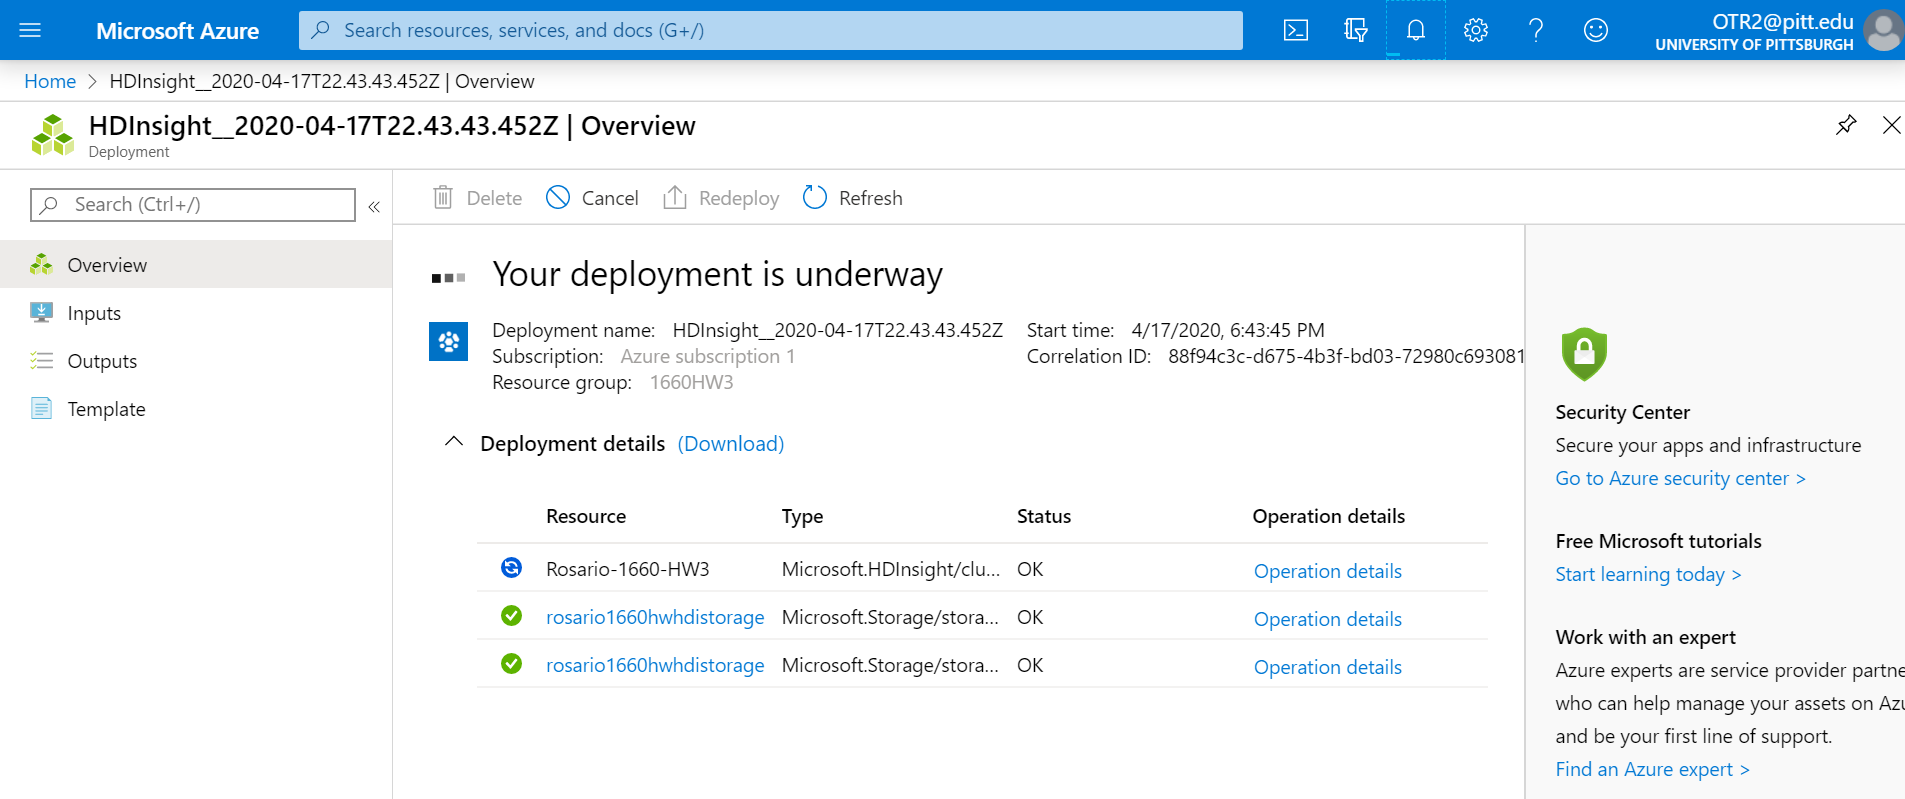 Microsoft Azure
Search resources, services, and docs (G+/)
OTR2@pitt.edu
UNIVERSITY OF PITTSBURGH
Home > HDInsight__2020-04-17T22.43.43.452Z | Overview
HDInsight__2020-04-17T22.43.43.452Z | Overview
Deployment
Search (Ctrl+/)
«
Delete Cancel Redeploy Refresh
Overview
Inputs
Outputs
Template
Your deployment is underway
Deployment name: HDInsight__2020-04-17T22.43.43.452Z Start time: 4/17/2020, 6:43:45 PM
Subscription: Azure subscription 1 Correlation ID: 88f94c3c-d675-4b3f-bd03-72980c693081
Resource group: 1660HW3
Deployment details (Download)
Resource Type Status Operation details
Rosario-1660-HW3 Microsoft.HDInsight/clu... OK Operation details
rosario1660hwhdistorage Microsoft.Storage/stora... OK Operation details
rosario1660hwhdistorage Microsoft.Storage/stora... OK Operation details
Security Center
Secure your apps and infrastructure
Go to Azure security center >
Free Microsoft tutorials
Start learning today >
Work with an expert
Azure experts are service provider partne
who can help manage your assets on Azu
and be your first line of support.
Find an Azure expert >